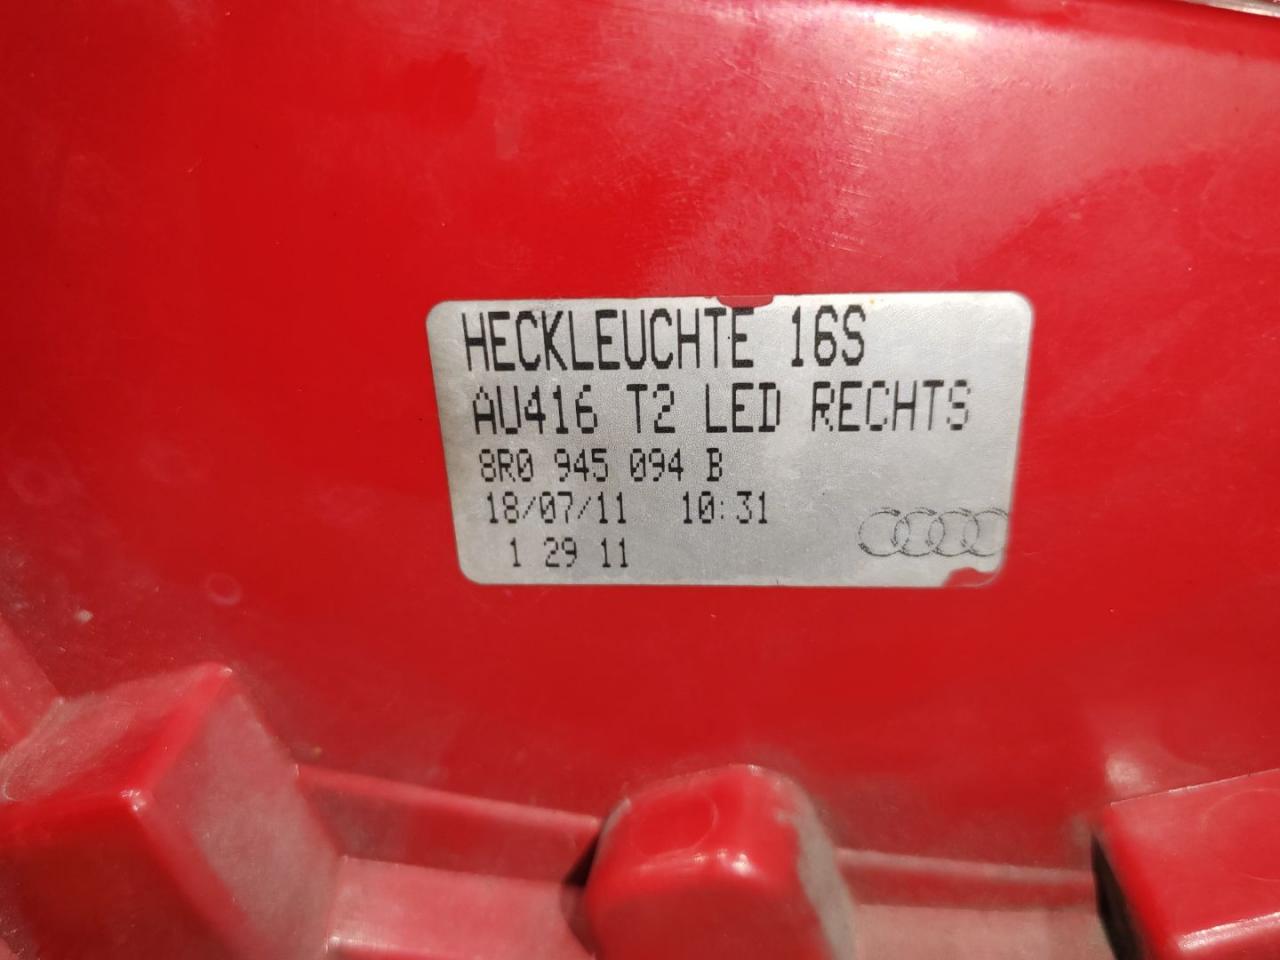 HECKLEUCHTE 16S
AU416 T2 LED RECHTS
8R0 945 094 B
18/07/11 10:31
1 29 11